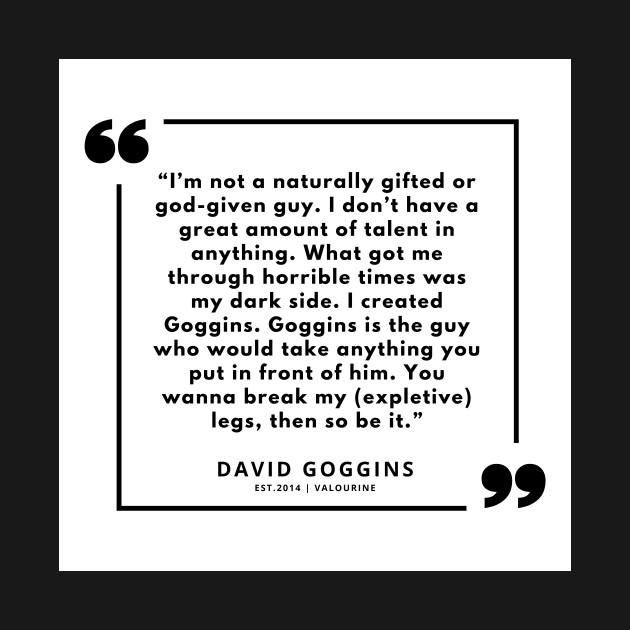 “I’m not a naturally gifted or
god-given guy. I don’t have a
great amount of talent in
anything. What got me
through horrible times was
my dark side. I created
Goggins. Goggins is the guy
who would take anything you
put in front of him. You
wanna break my (expletive)
legs, then so be it.”
DAVID GOGGINS
EST.2014 | VALOURINE